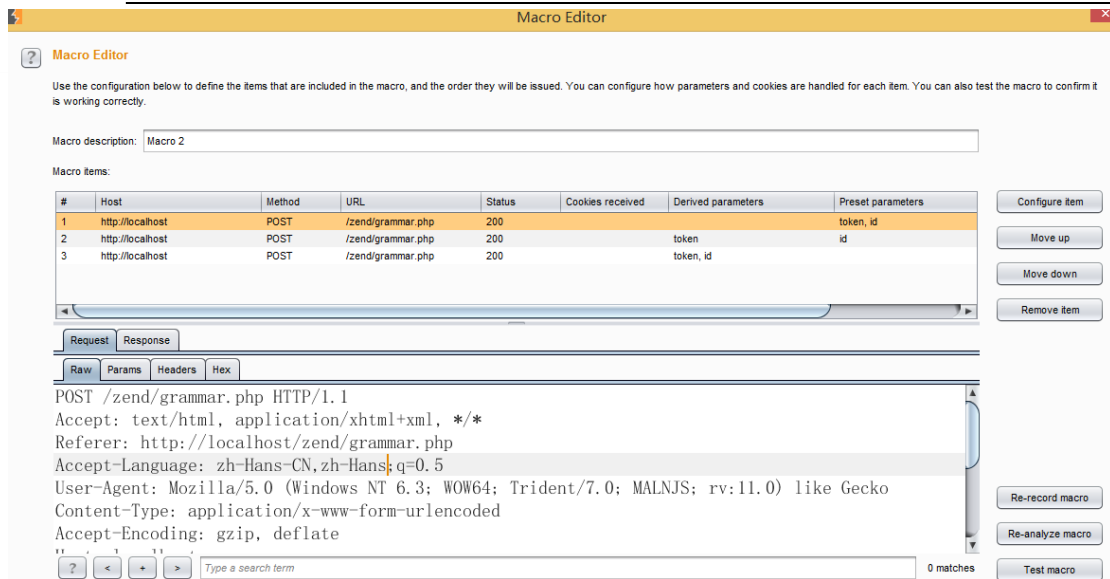 Macro Editor
? Macro Editor
Use the configuration below to define the items that are included in the macro, and the order they will be issued. You can configure how parameters and cookies are handled for each item. You can also test the macro to confirm it
is working correctly.
Macro description: Macro 2
Macro items:
# Host Method URL Status Cookies received Derived parameters Preset parameters
1 http://localhost POST /zend/grammar.php 200 token, id
2 http://localhost POST /zend/grammar.php 200 token id
3 http://localhost POST /zend/grammar.php 200 token, id
Configure item
Move up
Move down
Remove item
Request Response
Raw Params Headers Hex
POST /zend/grammar.php HTTP/1.1
Accept: text/html, application/xhtml+xml, */*
Referer: http://localhost/zend/grammar.php
Accept-Language: zh-Hans-CN,zh-Hans;q=0.5
User-Agent: Mozilla/5.0 (Windows NT 6.3; WOW64; Trident/7.0; MALNJS; rv:11.0) like Gecko
Content-Type: application/x-www-form-urlencoded
Accept-Encoding: gzip, deflate
Re-record macro
Re-analyze macro
Test macro
? < + > Type a search term 0 matches